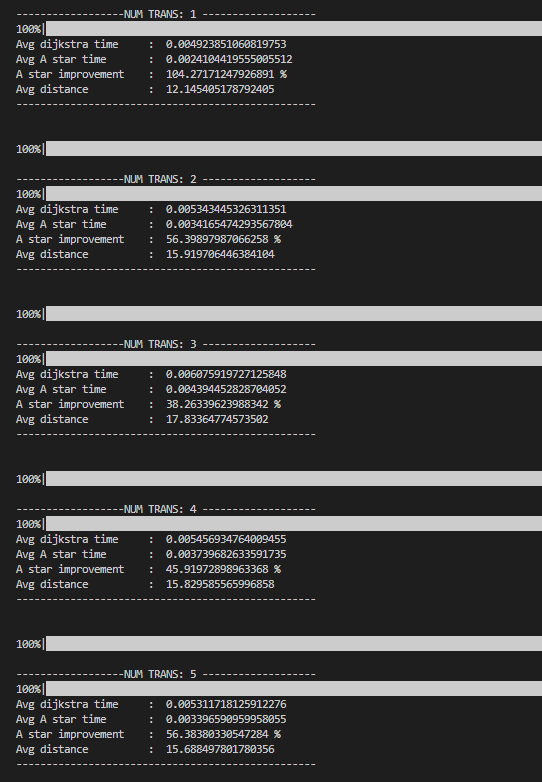 ------------------NUM TRANS: 1 -------------------
100%|
Avg dijkstra time     :  0.004923851060819753
Avg A star time       :  0.0024104419555005512
A star improvement    :  104.27171247926891 %
Avg distance          :  12.145405178792405
--------------------------------------------------
100%|
------------------NUM TRANS: 2 -------------------
100%|
Avg dijkstra time     :  0.005343445326311351
Avg A star time       :  0.0034165474293567804
A star improvement    :  56.39897987066258 %
Avg distance          :  15.919706446384104
--------------------------------------------------
100%|
------------------NUM TRANS: 3 -------------------
100%|
Avg dijkstra time     :  0.006075919727125848
Avg A star time       :  0.004394452828704052
A star improvement    :  38.26339623988342 %
Avg distance          :  17.83364774573502
--------------------------------------------------
100%|
------------------NUM TRANS: 4 -------------------
100%|
Avg dijkstra time     :  0.005456934764009455
Avg A star time       :  0.003739682633591735
A star improvement    :  45.91972898963368 %
Avg distance          :  15.829585565996858
--------------------------------------------------
100%|
------------------NUM TRANS: 5 -------------------
100%|
Avg dijkstra time     :  0.005311718125912276
Avg A star time       :  0.003396590959958055
A star improvement    :  56.38380330547284 %
Avg distance          :  15.688497801780356
--------------------------------------------------